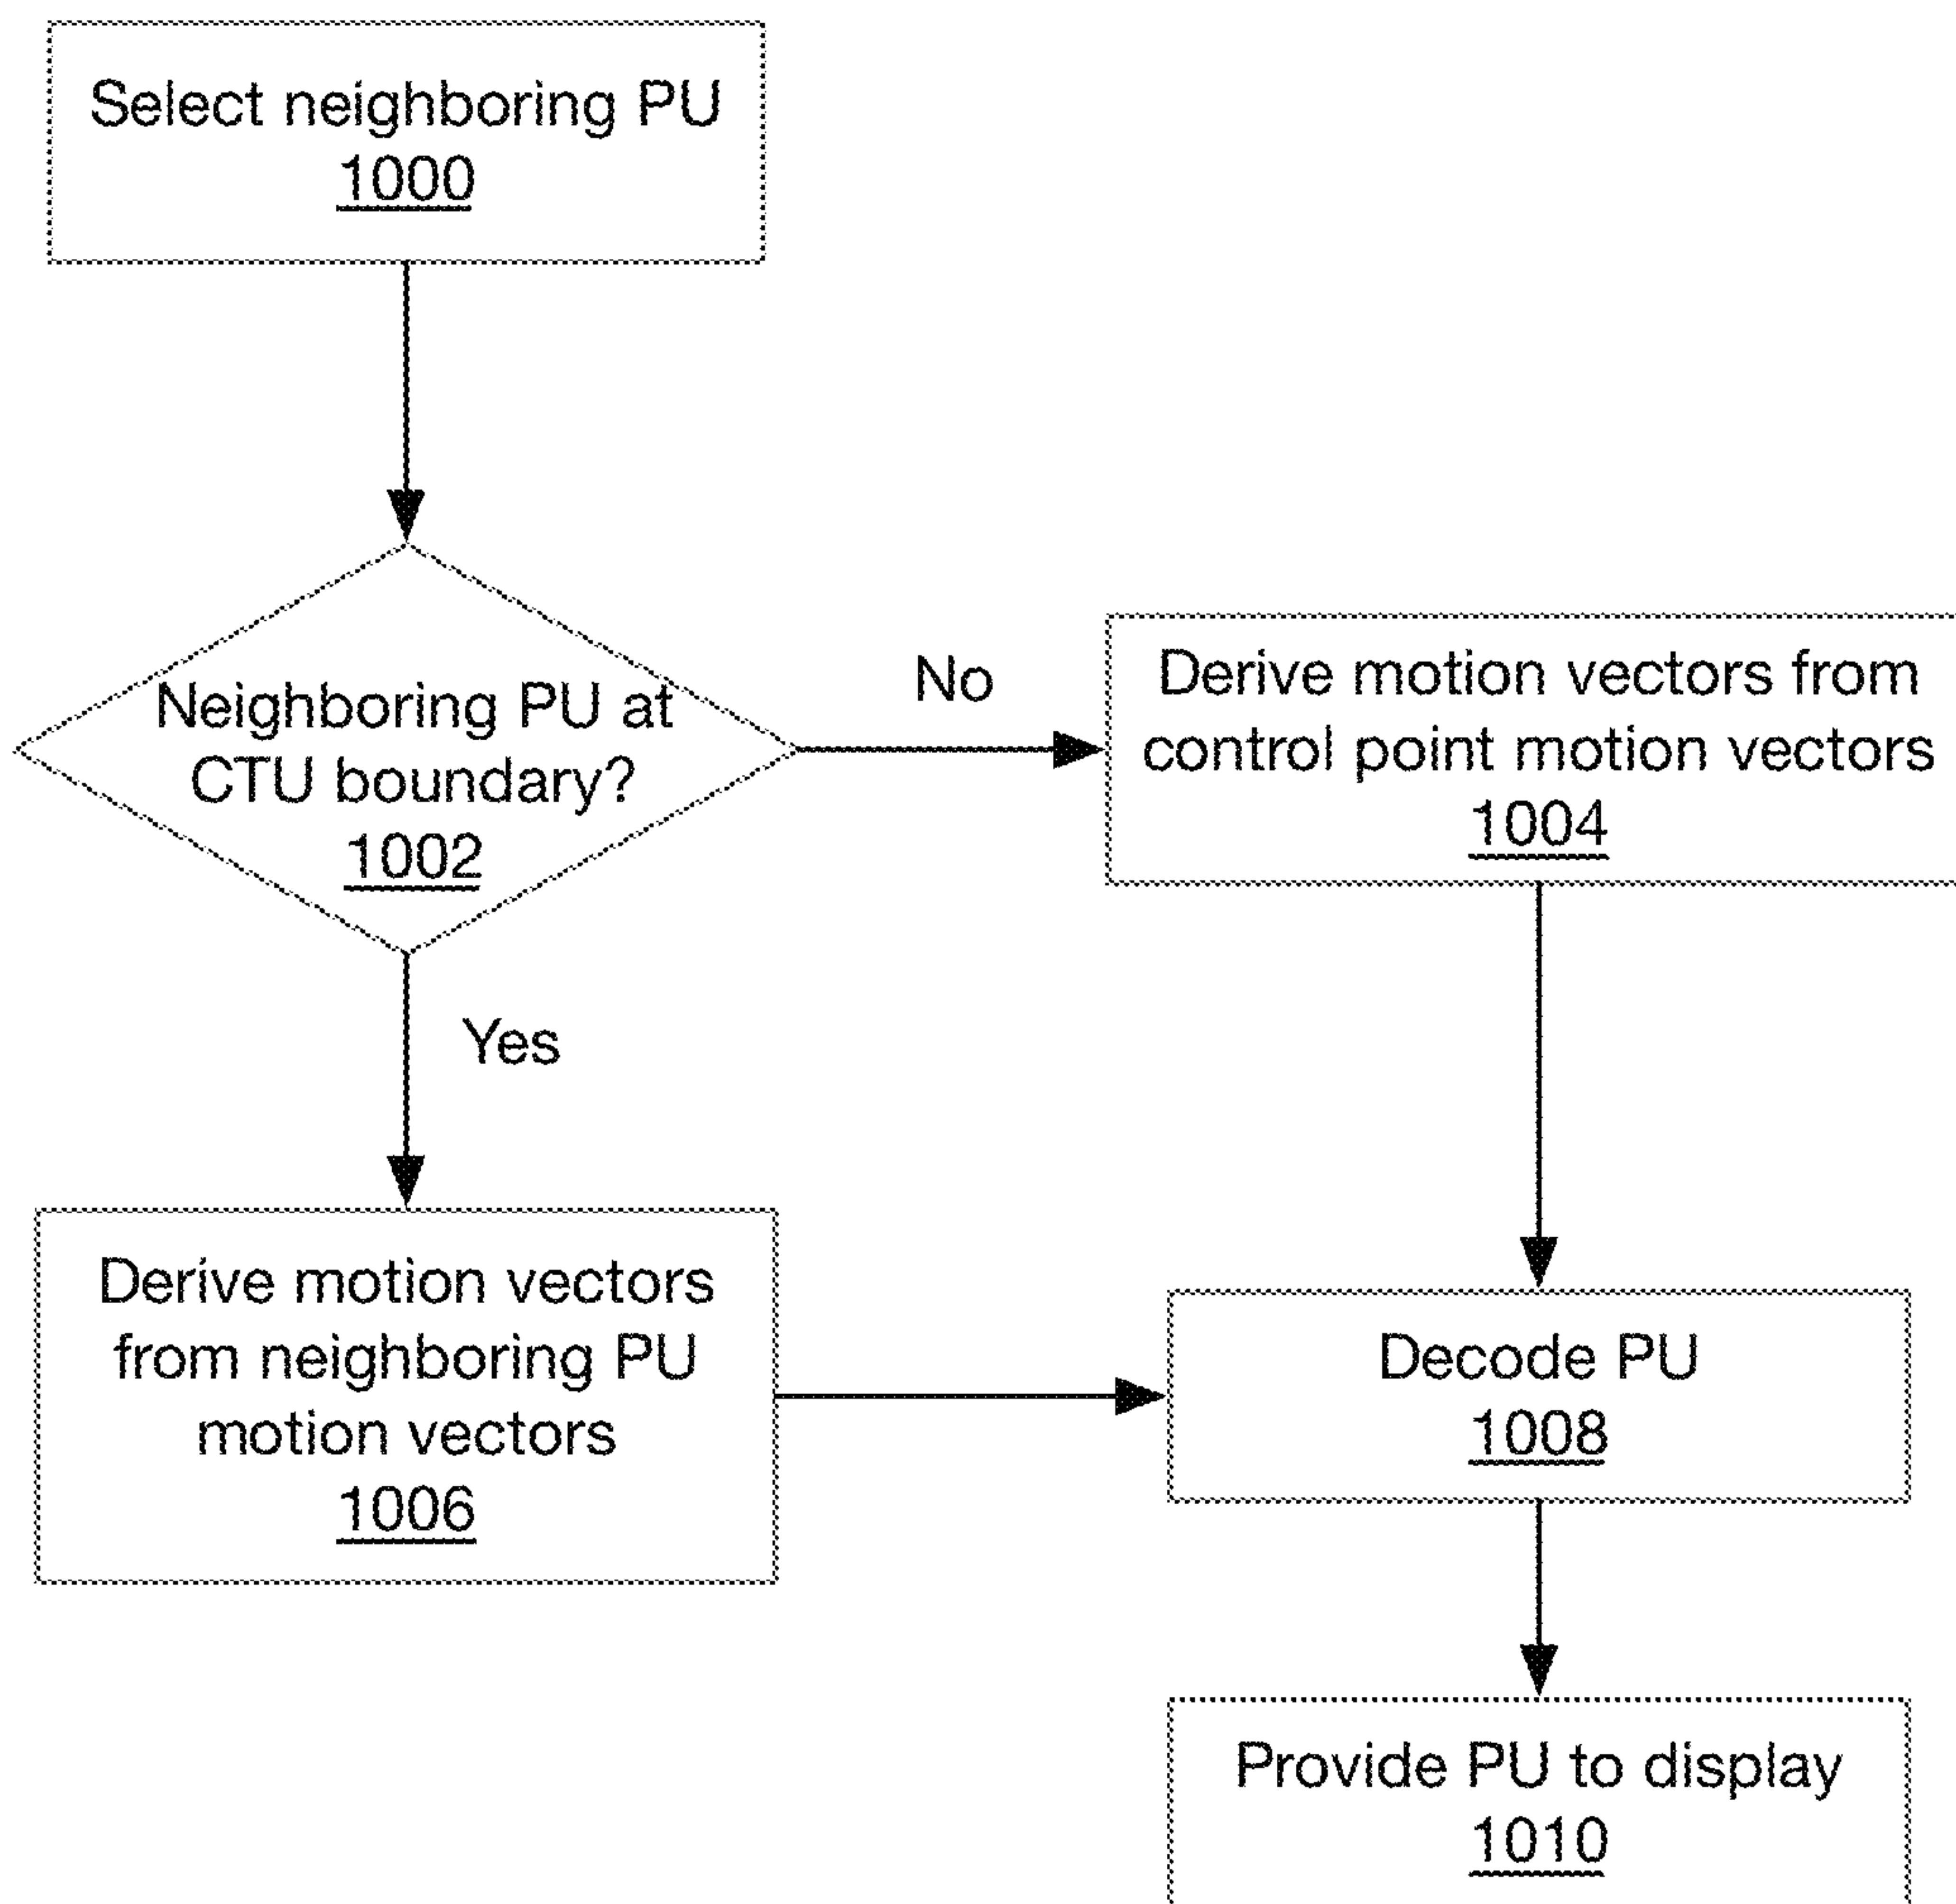 Select neighboring PU
1000
Neighboring PU at
CTU boundary?
1002
No
Derive motion vectors from
control point motion vectors
1004
Yes
Derive motion vectors
from neighboring PU
motion vectors
1006
Decode PU
1008
Provide PU to display
1010